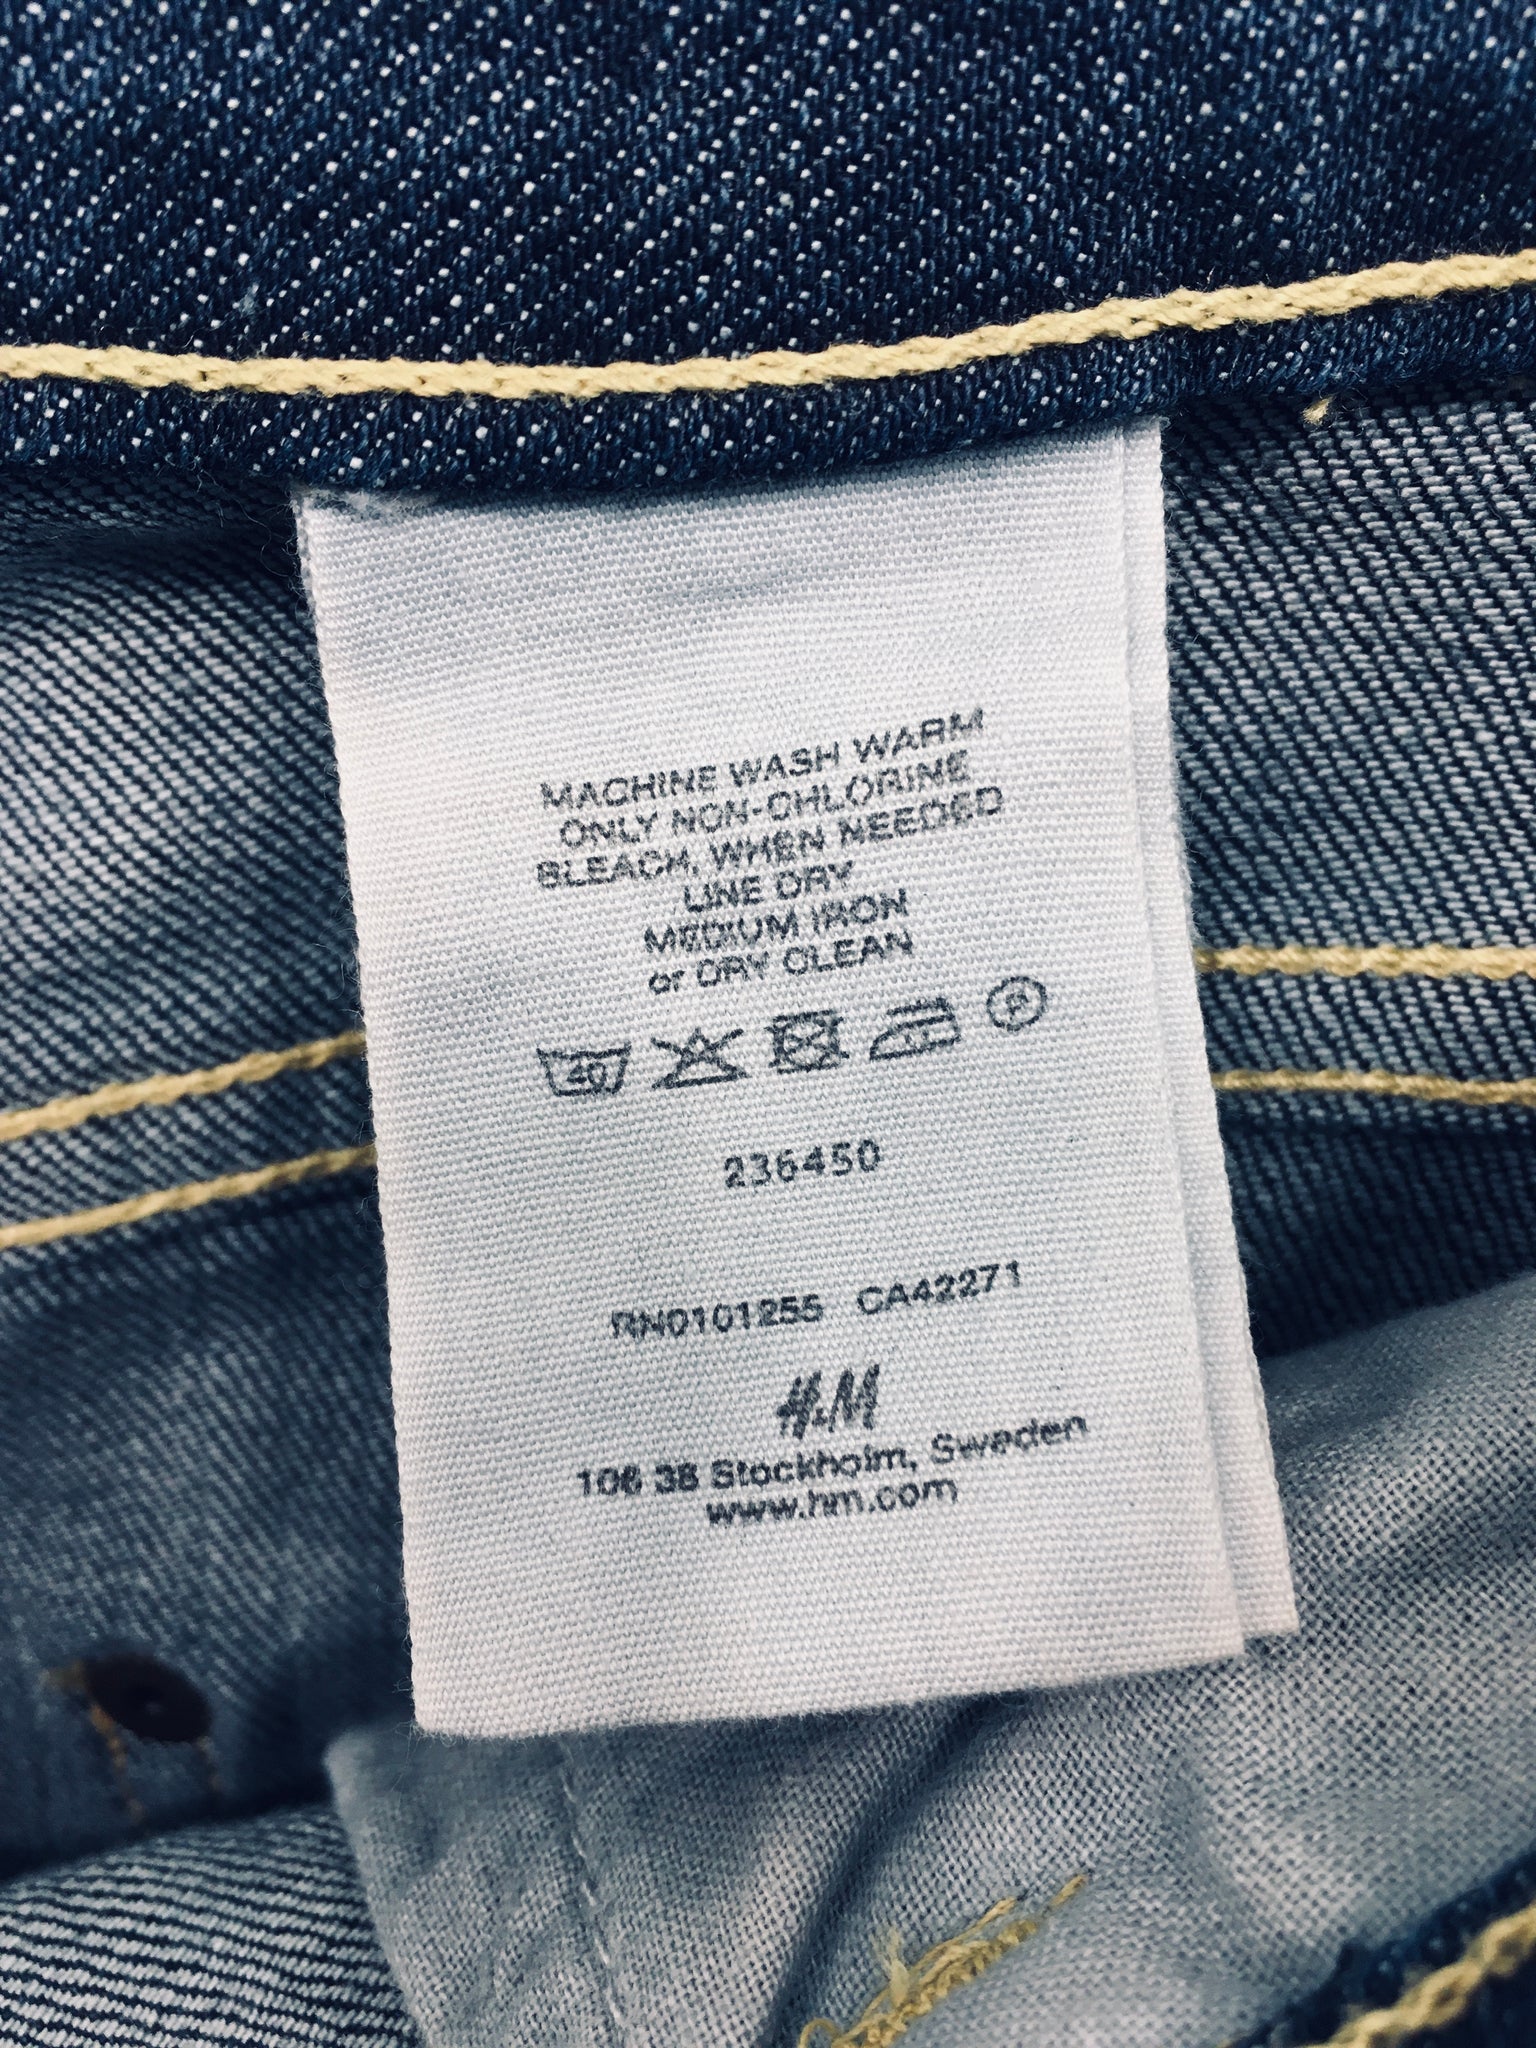 MACHINE WASH WARM
ONLY NON-CHLORINE
BLEACH, WHEN NEEDED
LINE DRY
MEDIUM IRON
or DRY CLEAN
40 P
236450
RN0101255 CA42271
H&M
106 38 Stockholm, Sweden
www.hm.com